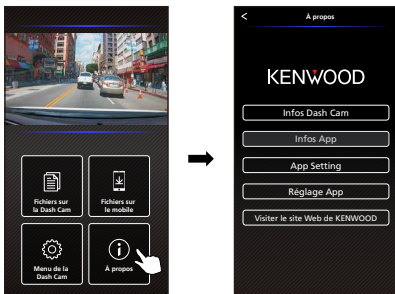 Fichiers sur
la Dash Cam
Fichiers sur
le mobile
Menu de la
Dash Cam
À propos
< À propos
KENWOOD
Infos Dash Cam
Infos App
App Setting
Réglage App
Visiter le site Web de KENWOOD